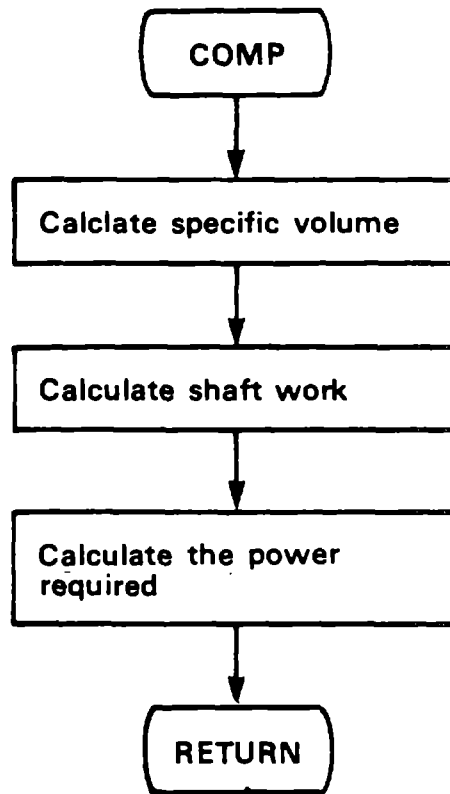 COMP
Calclate specific volume
Calculate shaft work
Calculate the power
required
RETURN